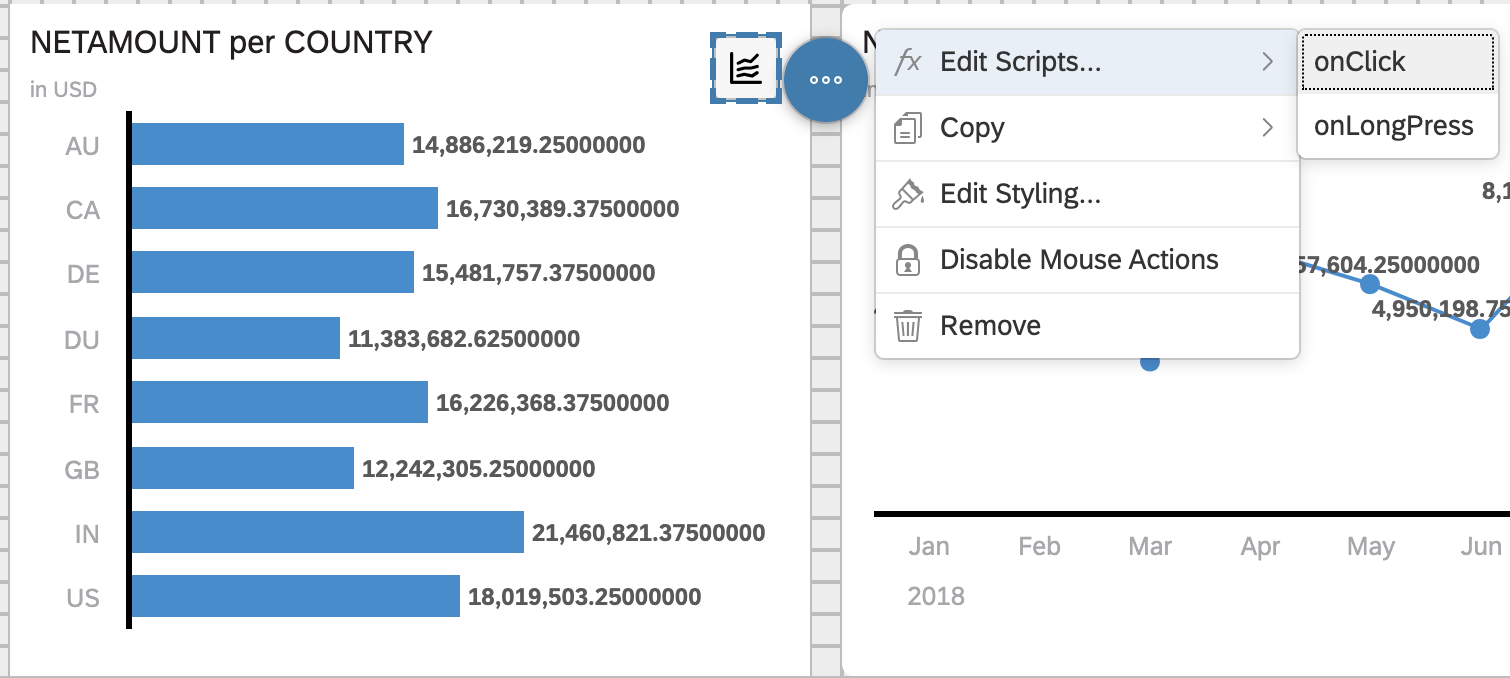 NETAMOUNT per COUNTRY
in USD
AU 14,886,219.25000000
CA 16,730,389.37500000
DE 15,481,757.37500000
DU 11,383,682.62500000
FR 16,226,368.37500000
GB 12,242,305.25000000
IN 21,460,821.37500000
US 18,019,503.25000000
Edit Scripts...
Copy
Edit Styling...
Disable Mouse Actions
Remove
onClick
onLongPress
8,1
57,604.25000000
4,950,198.75
Jan Feb Mar Apr May Jun
2018